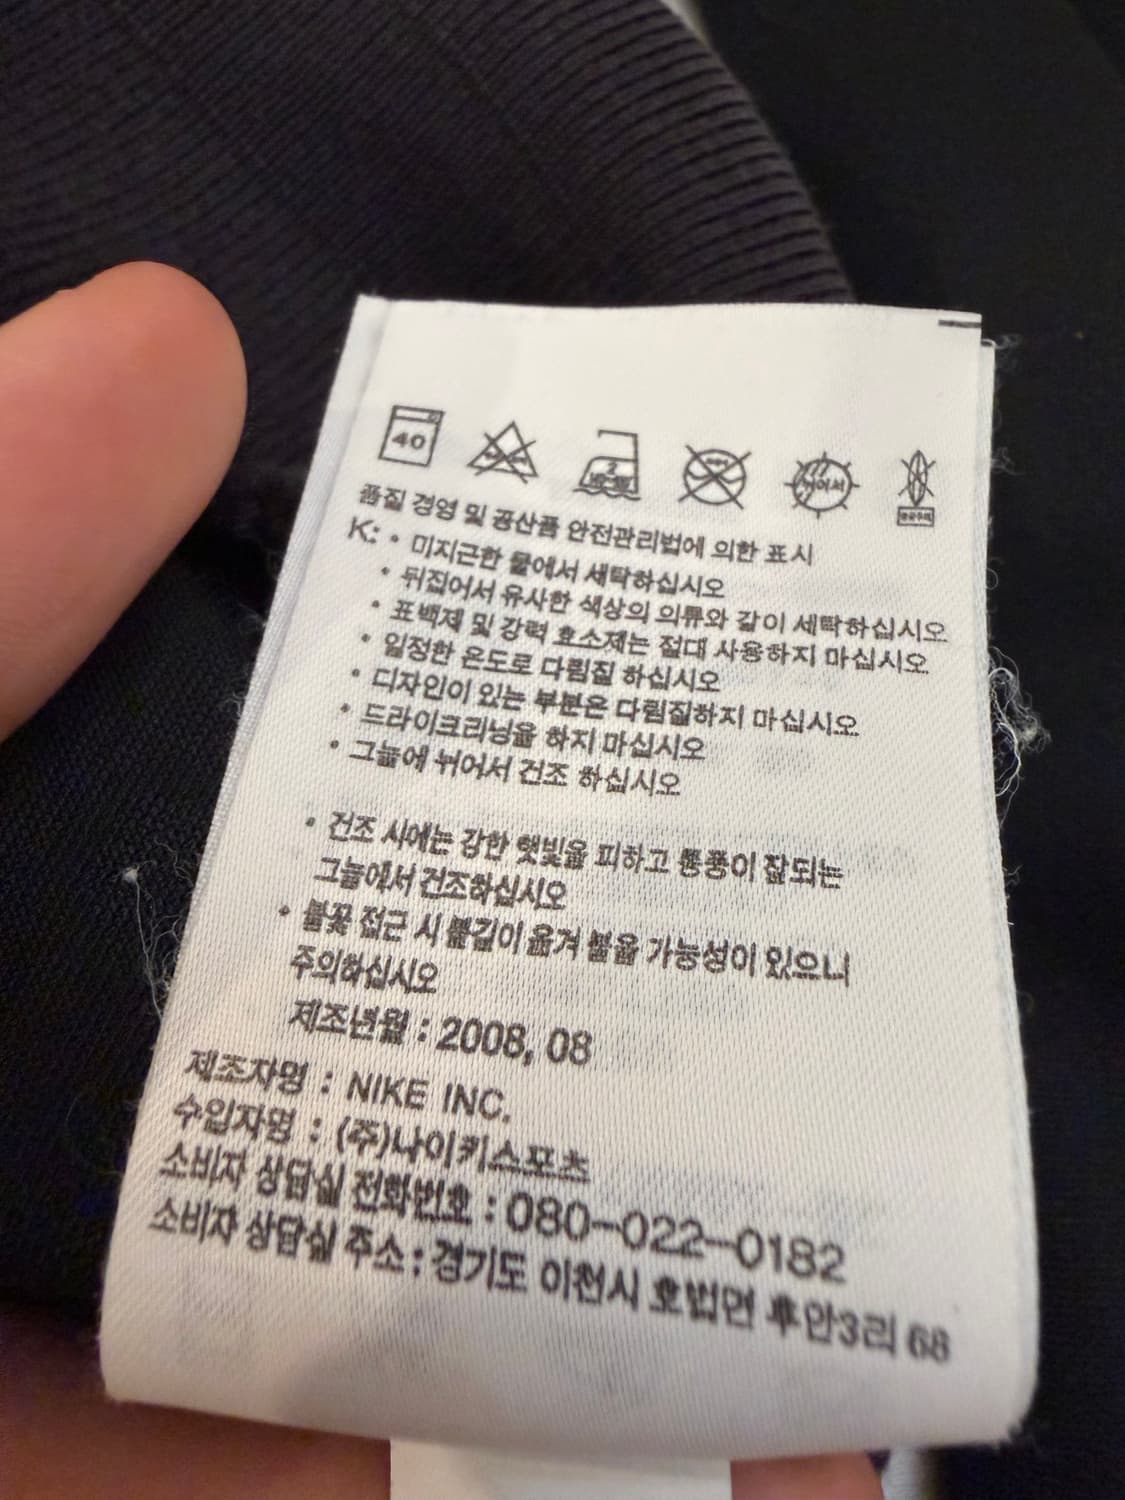 40
뉘어서
품질 경영 및 공산품 안전관리법에 의한 표시
K: • 미지근한 물에서 세탁하십시오
• 뒤집어서 유사한 색상의 의류와 같이 세탁하십시오
• 표백제 및 강력 효소제는 절대 사용하지 마십시오
• 일정한 온도로 다림질 하십시오
• 디자인이 있는 부분은 다림질하지 마십시오
• 드라이크리닝을 하지 마십시오
• 그늘에 뉘어서 건조 하십시오
• 건조 시에는 강한 햇빛을 피하고 통풍이 잘되는
그늘에서 건조하십시오
• 불꽃 접근 시 불길이 옮겨 붙을 가능성이 있으니
주의하십시오
제조년월 : 2008, 08
제조자명 : NIKE INC.
수입자명 : (주)나이키스포츠
소비자 상담실 전화번호 : 080-022-0182
소비자 상담실 주소 : 경기도 이천시 호법면 후안3리 68